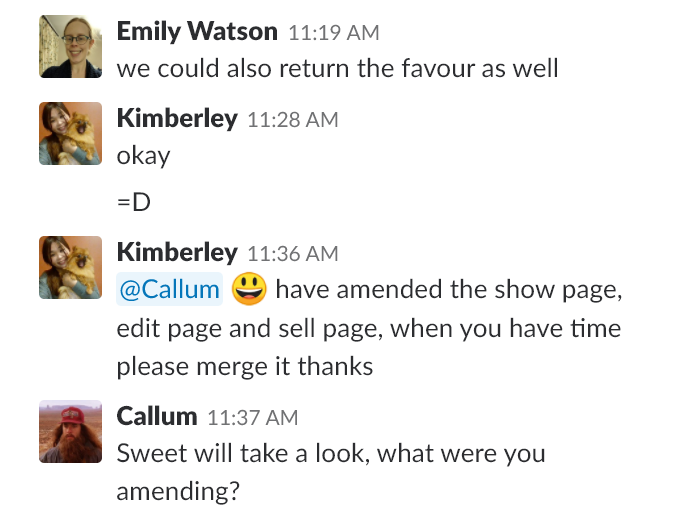 Emily Watson 11:19 AM
we could also return the favour as well
Kimberley 11:28 AM
okay
=D
Kimberley 11:36 AM
@Callum 😃 have amended the show page,
edit page and sell page, when you have time
please merge it thanks
Callum 11:37 AM
Sweet will take a look, what were you
amending?